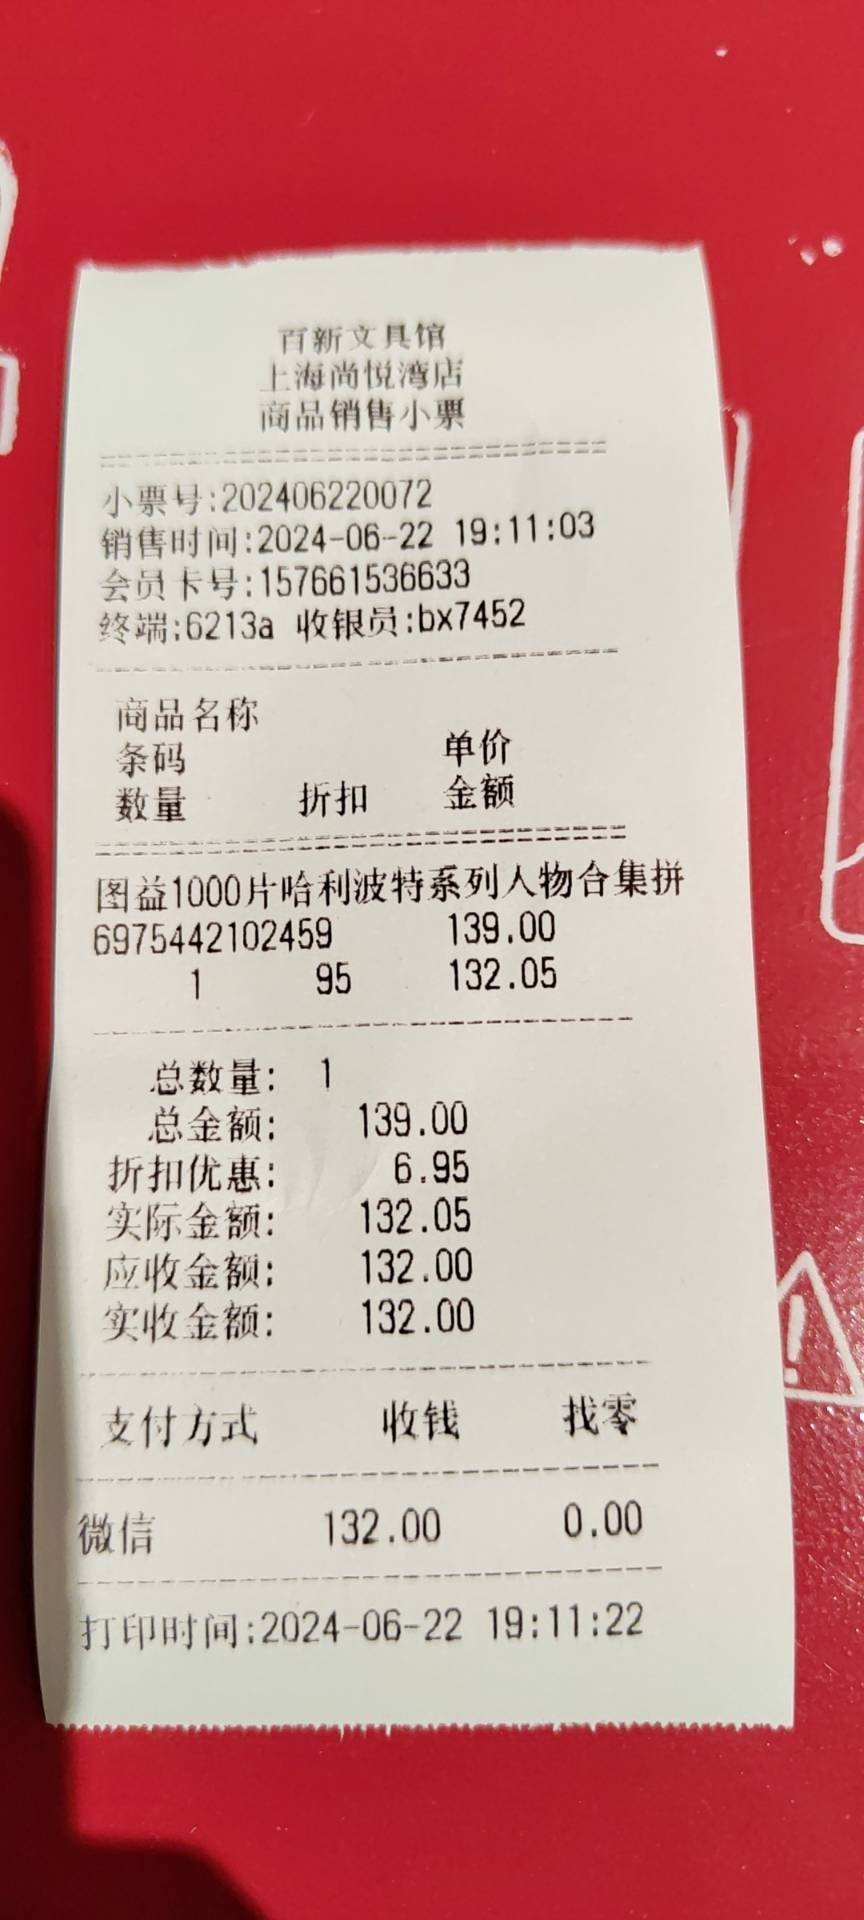 百新文具馆
上海尚悦湾店
商品销售小票
小票号:202406220072
销售时间:2024-06-22 19:11:03
会员卡号:157661536633
终端:6213a 收银员:bx7452
商品名称
条码 单价
数量 折扣 金额
图益1000片哈利波特系列人物合集拼
6975442102459 139.00
1 95 132.05
总数量: 1
总金额: 139.00
折扣优惠: 6.95
实际金额: 132.05
应收金额: 132.00
实收金额: 132.00
支付方式 收钱 找零
微信 132.00 0.00
打印时间:2024-06-22 19:11:22